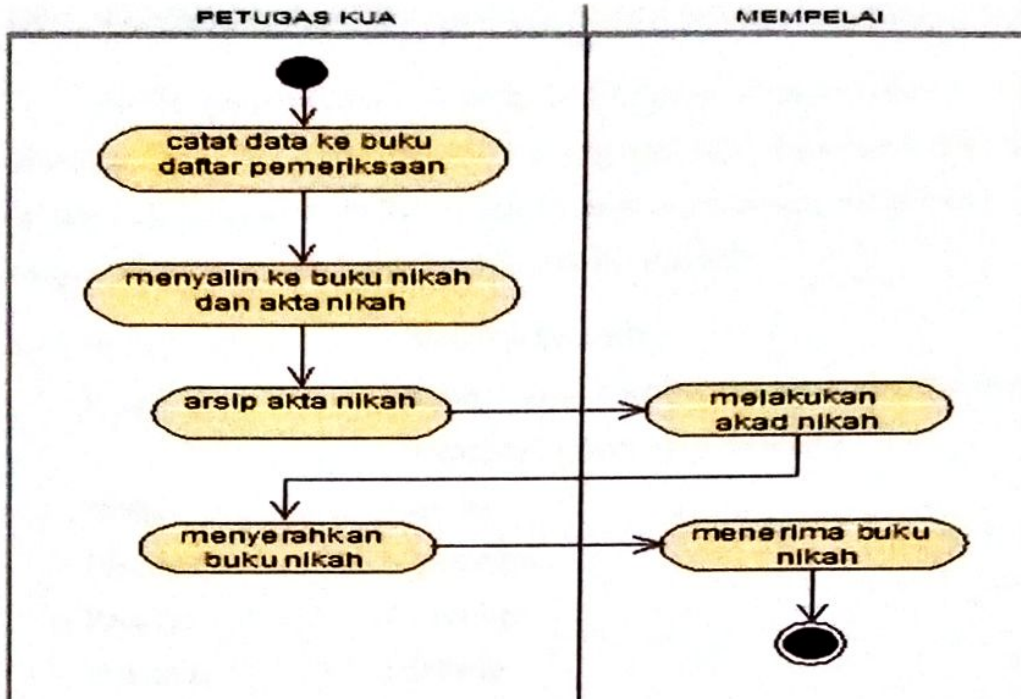 PETUGAS KUA
MEMPELAI
catat data ke buku
daftar pemeriksaan
menyalin ke buku nikah
dan akta nikah
arsip akta nikah
melakukan
akad nikah
menyerahkan
buku nikah
menerima buku
nikah